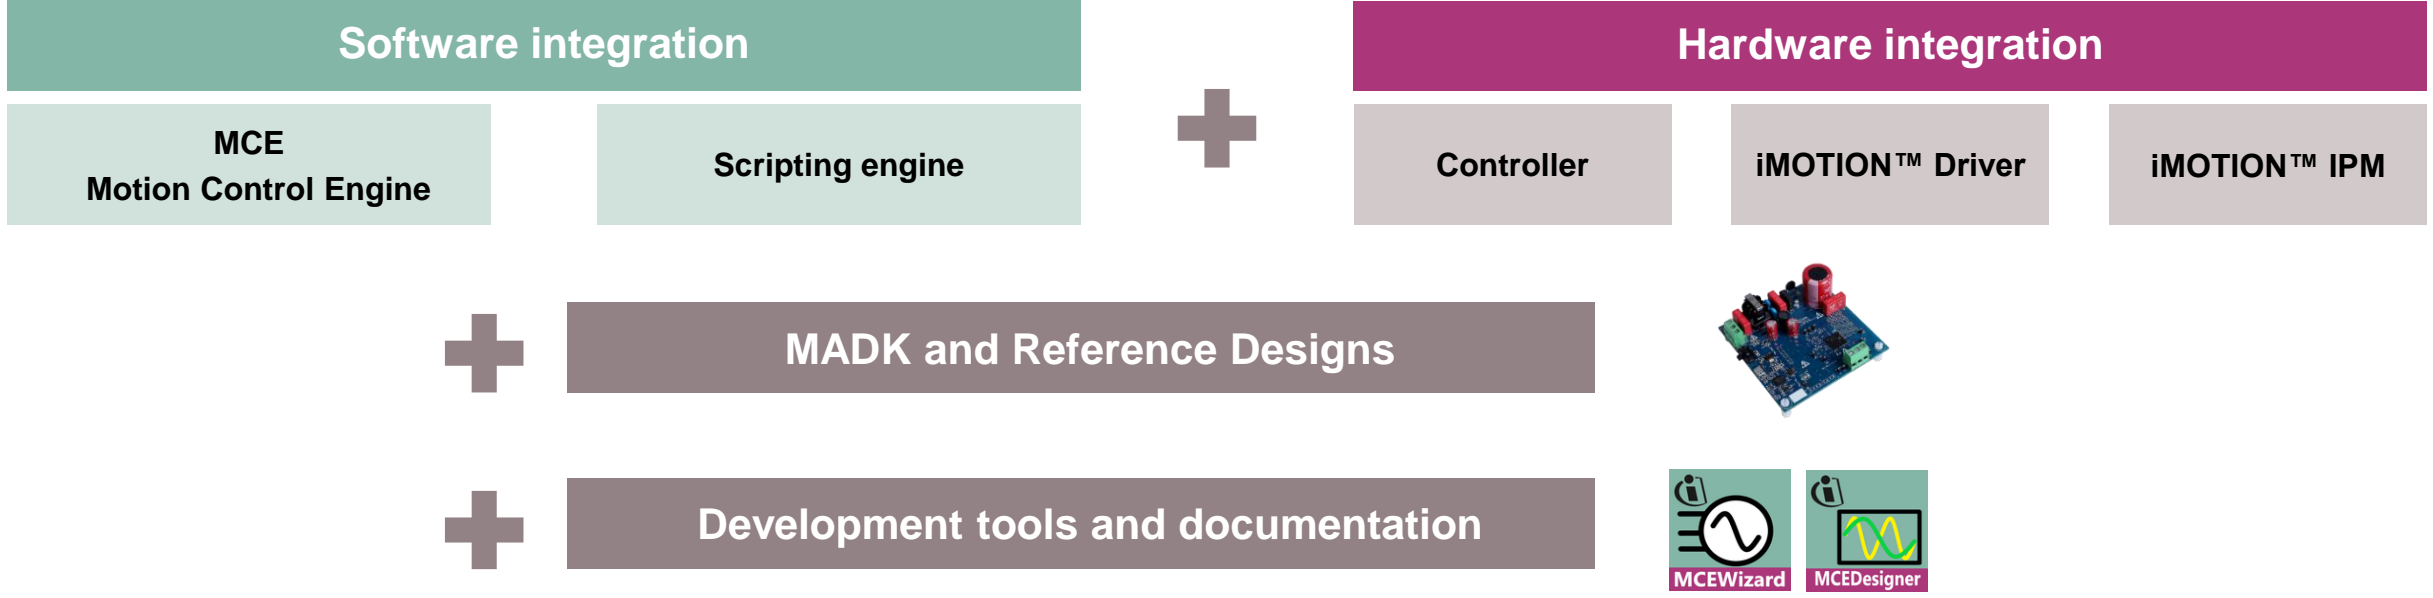 Software integration
Hardware integration
MCE
Motion Control Engine
Scripting engine
Controller
iMOTION™ Driver
iMOTION™ IPM
MADK and Reference Designs
Development tools and documentation
MCEWizard
MCEDesigner